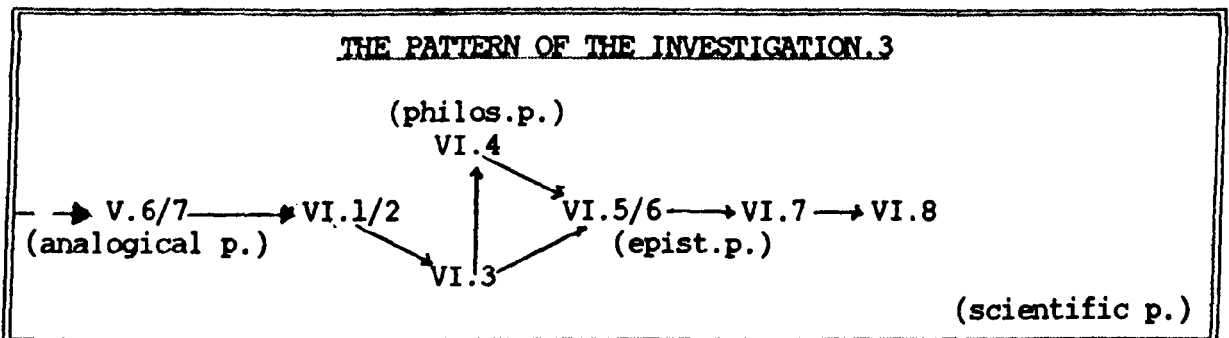 THE PATTERN OF THE INVESTIGATION.3
(philos.p.)
VI.4
V.6/7 VI.1/2 VI.5/6 VI.7 VI.8
(analogical p.) (epist.p.)
VI.3
(scientific p.)